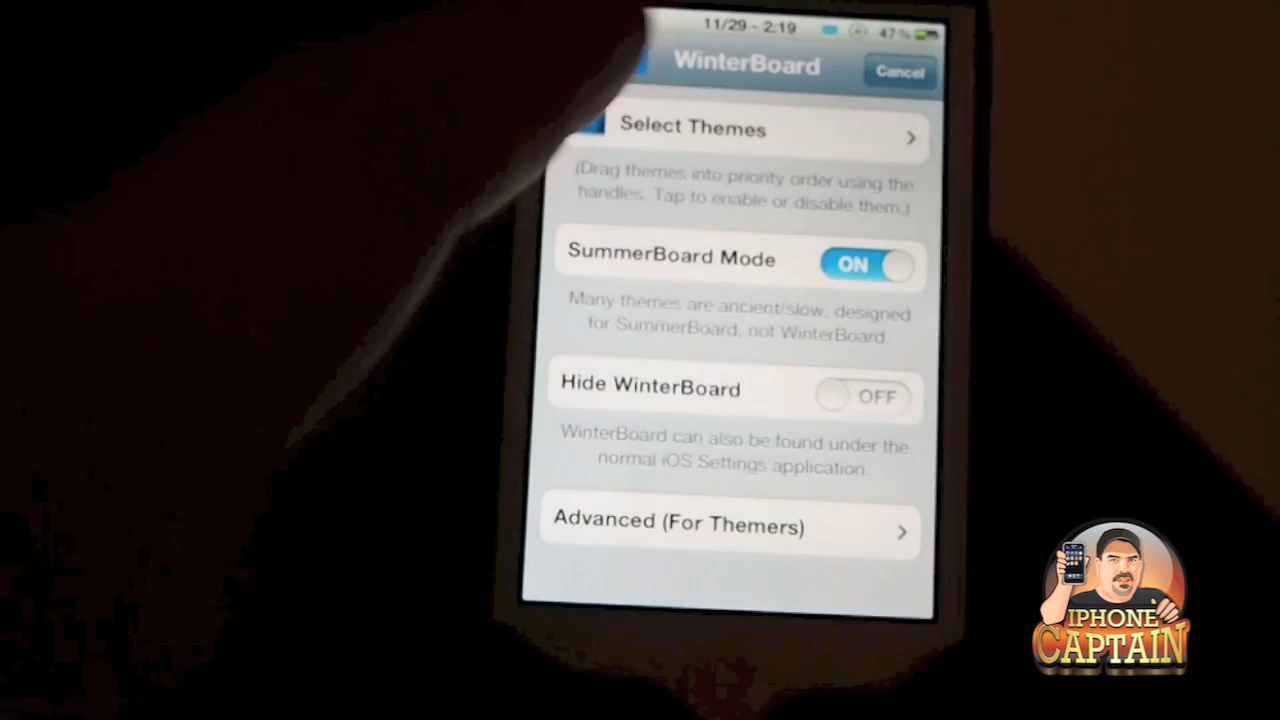 11/29 - 2:19 47%
WinterBoard Cancel
Select Themes
(Drag themes into priority order using the
handles. Tap to enable or disable them.)
SummerBoard Mode ON
Many themes are ancient/slow, designed
for SummerBoard, not WinterBoard.
Hide WinterBoard OFF
WinterBoard can also be found under the
normal iOS Settings application.
Advanced (For Themers)
IPHONE
CAPTAIN